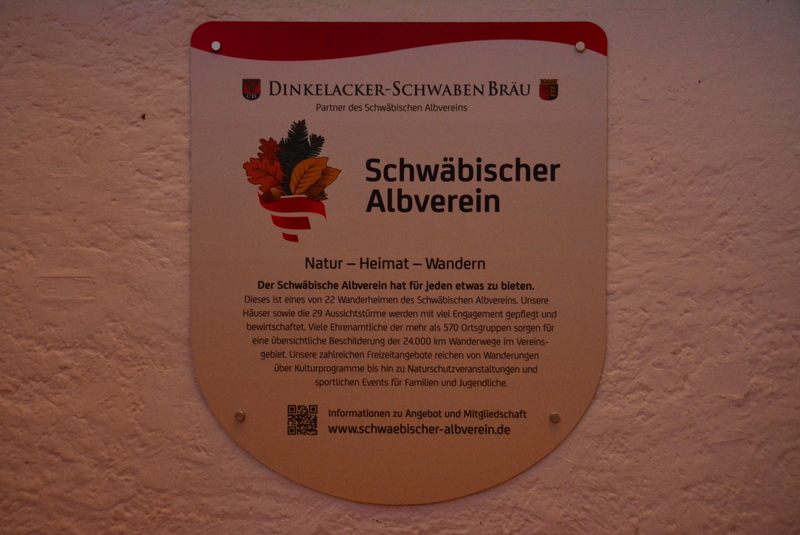 DINKELACKER-SCHWABEN BRÄU
Partner des Schwäbischen Albvereins
Schwäbischer
Albverein
Natur – Heimat – Wandern
Der Schwäbische Albverein hat für jeden etwas zu bieten.
Dieses ist eines von 22 Wanderheimen des Schwäbischen Albvereins. Unsere
Häuser sowie die 29 Aussichtstürme werden mit viel Engagement gepflegt und
bewirtschaftet. Viele Ehrenamtliche der mehr als 570 Ortsgruppen sorgen für
eine übersichtliche Beschilderung der 24.000 km Wanderwege im Vereins-
gebiet. Unsere zahlreichen Freizeitangebote reichen von Wanderungen
über Kulturprogramme bis hin zu Naturschutzveranstaltungen und
sportlichen Events für Familien und Jugendliche.
Informationen zu Angebot und Mitgliedschaft
www.schwaebischer-albverein.de